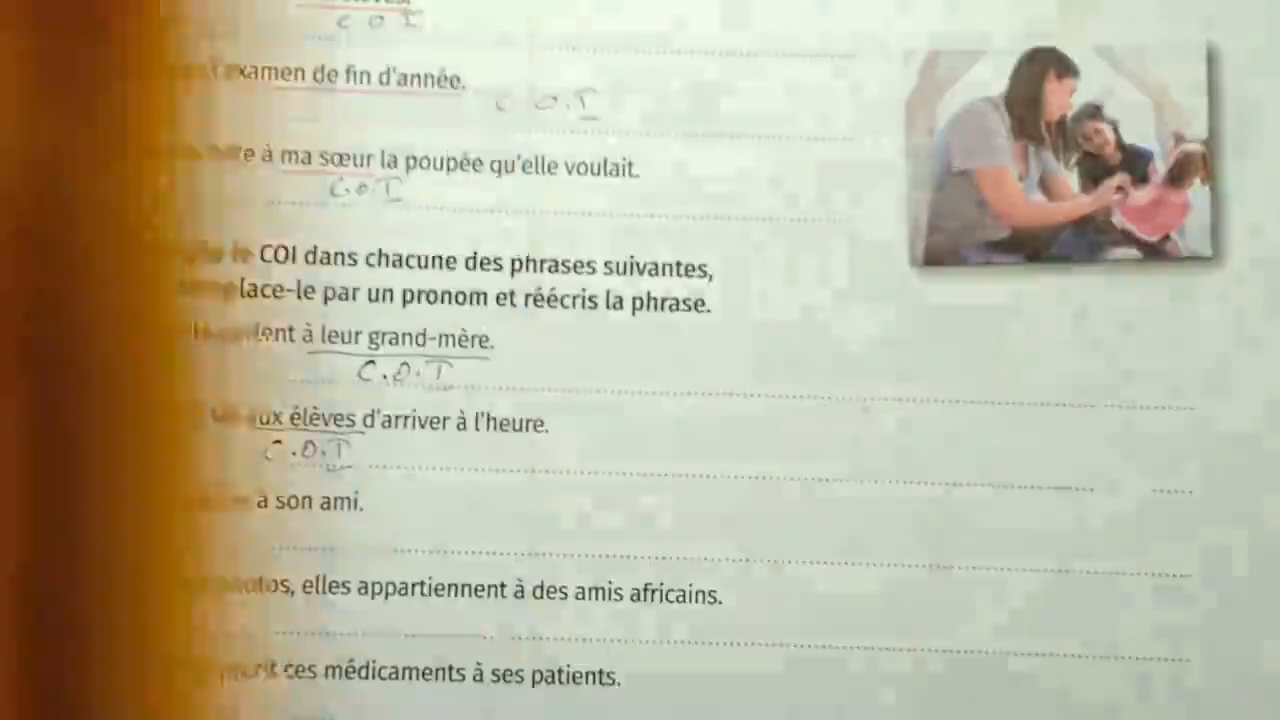 C O I
examen de fin d'année.
C O.I
à ma sœur la poupée qu'elle voulait.
C.O.I
COI dans chacune des phrases suivantes,
lace-le par un pronom et réécris la phrase.
lent à leur grand-mère.
C.O.I
aux élèves d'arriver à l'heure.
C.O.I
à son ami.
elles appartiennent à des amis africains.
ces médicaments à ses patients.